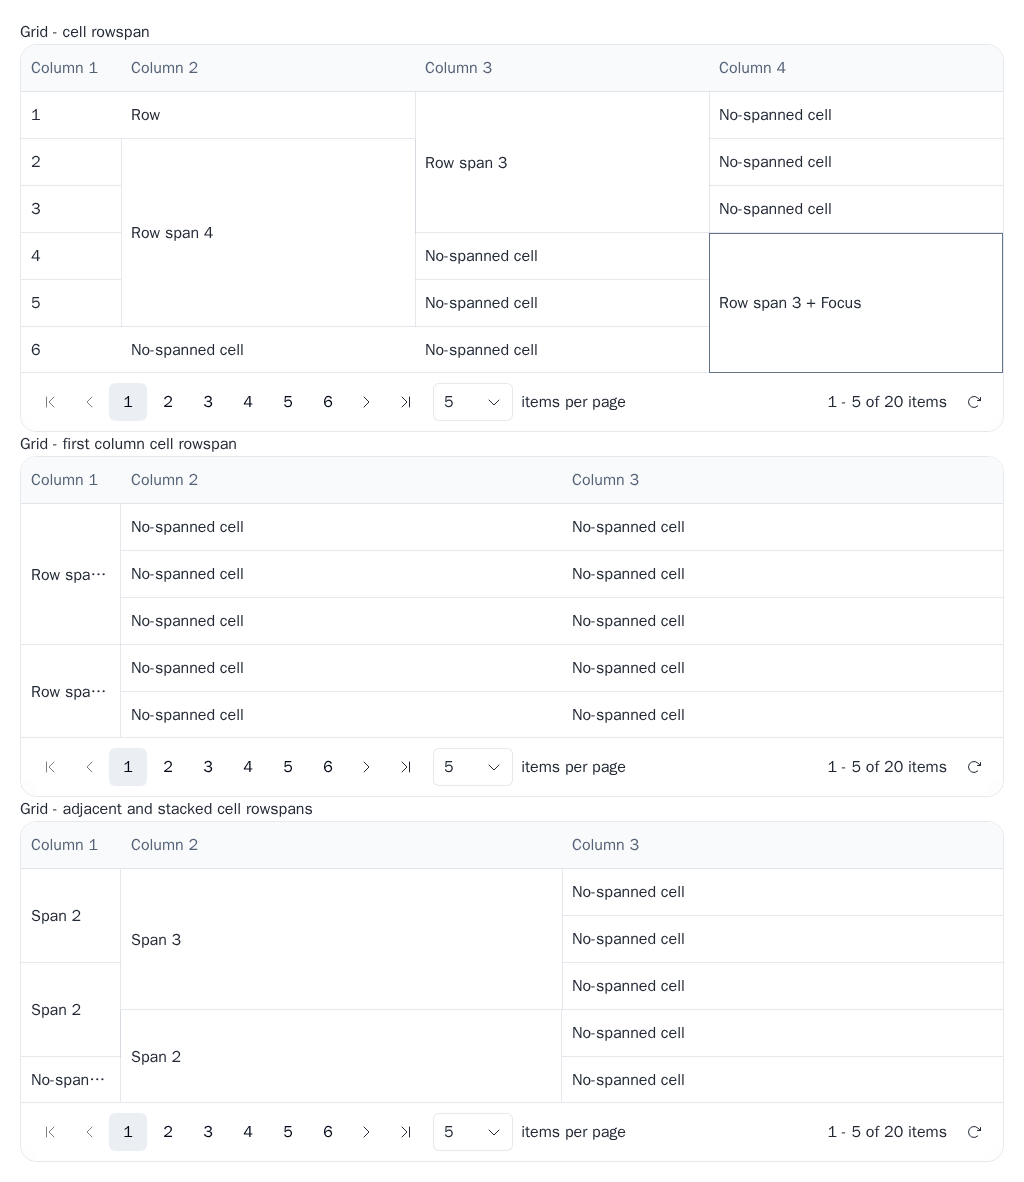 Grid - cell rowspan
Column 1 Column 2 Column 3 Column 4
1 Row No-spanned cell
2 Row span 3 No-spanned cell
3 No-spanned cell
Row span 4
4 No-spanned cell
5 No-spanned cell Row span 3 + Focus
6 No-spanned cell No-spanned cell
1 2 3 4 5 6 5 items per page 1 - 5 of 20 items
Grid - first column cell rowspan
Column 1 Column 2 Column 3
No-spanned cell No-spanned cell
Row spa… No-spanned cell No-spanned cell
No-spanned cell No-spanned cell
No-spanned cell No-spanned cell
Row spa…
No-spanned cell No-spanned cell
1 2 3 4 5 6 5 items per page 1 - 5 of 20 items
Grid - adjacent and stacked cell rowspans
Column 1 Column 2 Column 3
No-spanned cell
Span 2
Span 3 No-spanned cell
No-spanned cell
Span 2
No-spanned cell
Span 2
No-span… No-spanned cell
1 2 3 4 5 6 5 items per page 1 - 5 of 20 items